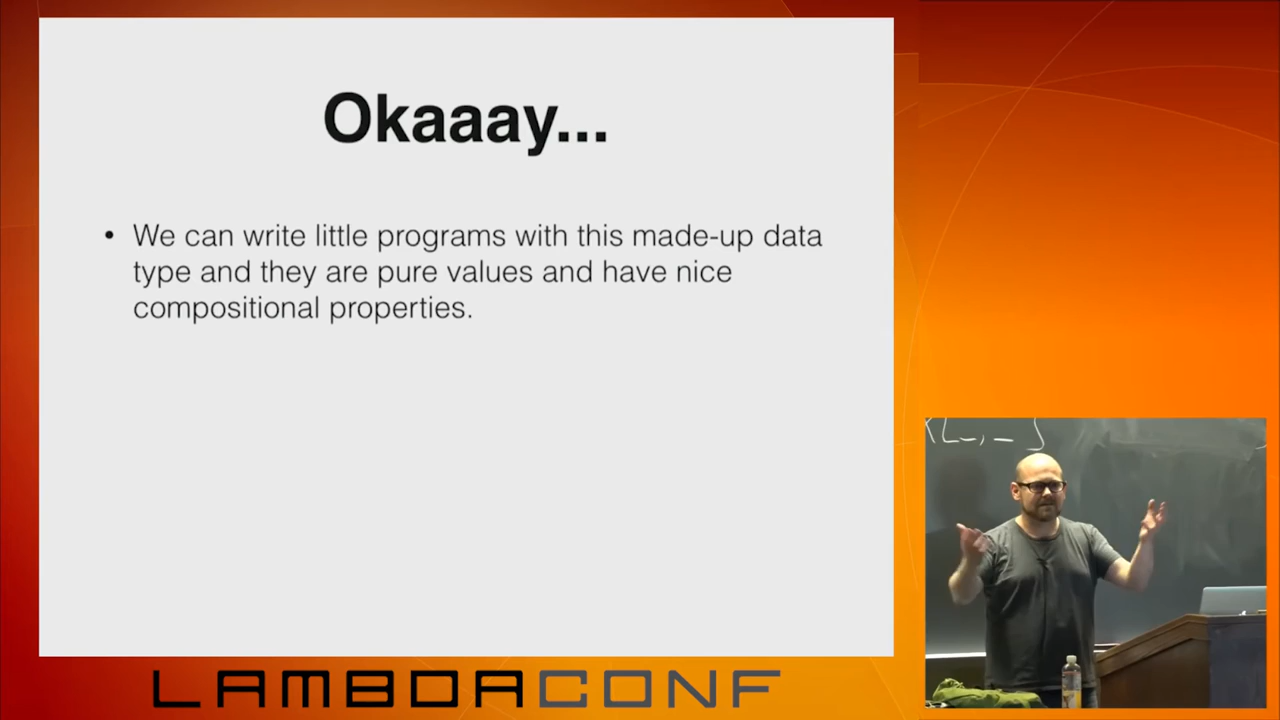 Okaaay...
• We can write little programs with this made-up data
type and they are pure values and have nice
compositional properties.
LAMBDACONF